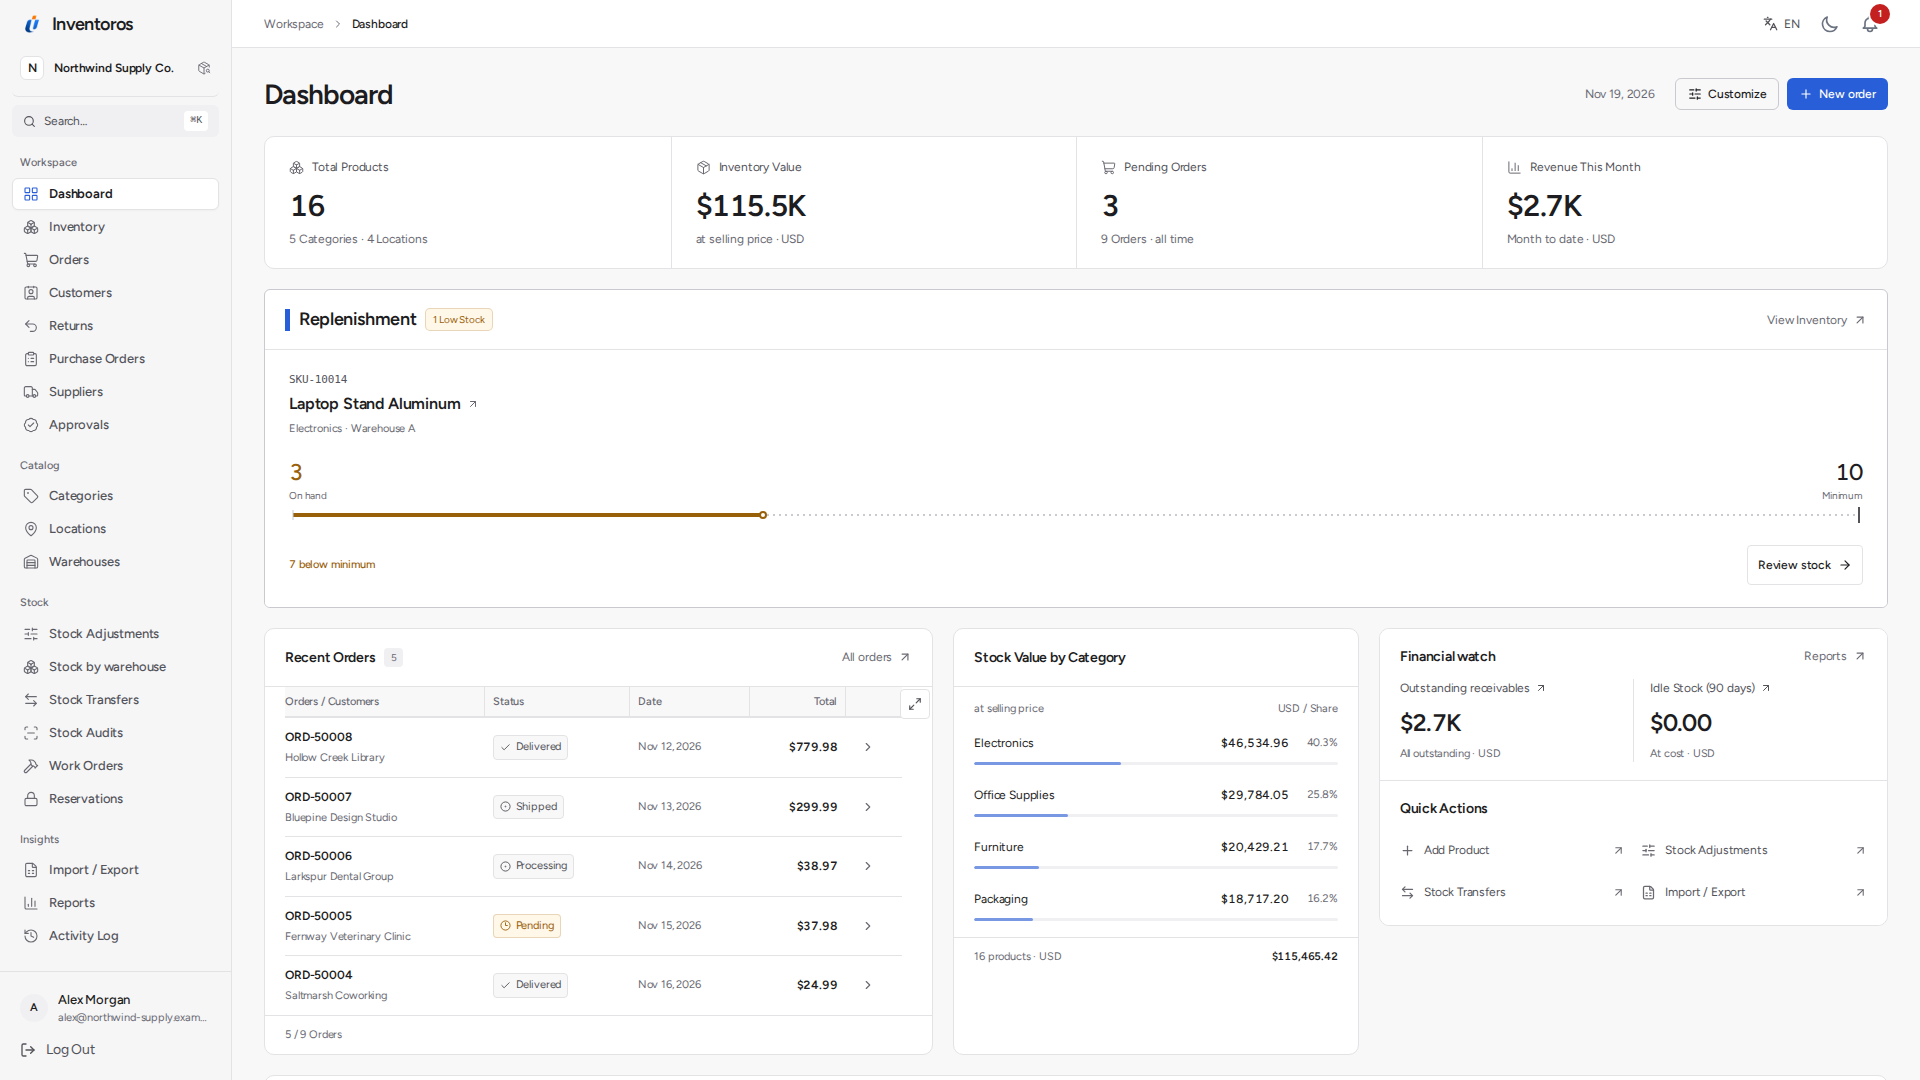 Inventoros
N Northwind Supply Co.
Search... ⌘K
Workspace
Dashboard
Inventory
Orders
Customers
Returns
Purchase Orders
Suppliers
Approvals
Catalog
Categories
Locations
Warehouses
Stock
Stock Adjustments
Stock by warehouse
Stock Transfers
Stock Audits
Work Orders
Reservations
Insights
Import / Export
Reports
Activity Log
A Alex Morgan
alex@northwind-supply.exam...
Log Out
Workspace Dashboard
EN 1
Dashboard
Nov 19, 2026 Customize New order
Total Products
16
5 Categories · 4 Locations
Inventory Value
$115.5K
at selling price · USD
Pending Orders
3
9 Orders · all time
Revenue This Month
$2.7K
Month to date · USD
Replenishment 1 Low Stock View Inventory
SKU-10014
Laptop Stand Aluminum
Electronics · Warehouse A
3 10
On hand Minimum
7 below minimum Review stock
Recent Orders 5 All orders
Orders / Customers Status Date Total
ORD-50008 Delivered Nov 12, 2026 $779.98
Hollow Creek Library
ORD-50007 Shipped Nov 13, 2026 $299.99
Bluepine Design Studio
ORD-50006 Processing Nov 14, 2026 $38.97
Larkspur Dental Group
ORD-50005 Pending Nov 15, 2026 $37.98
Fernway Veterinary Clinic
ORD-50004 Delivered Nov 16, 2026 $24.99
Saltmarsh Coworking
5 / 9 Orders
Stock Value by Category
at selling price USD / Share
Electronics $46,534.96 40.3%
Office Supplies $29,784.05 25.8%
Furniture $20,429.21 17.7%
Packaging $18,717.20 16.2%
16 products · USD $115,465.42
Financial watch Reports
Outstanding receivables
$2.7K
All outstanding · USD
Idle Stock (90 days)
$0.00
At cost · USD
Quick Actions
Add Product Stock Adjustments
Stock Transfers Import / Export